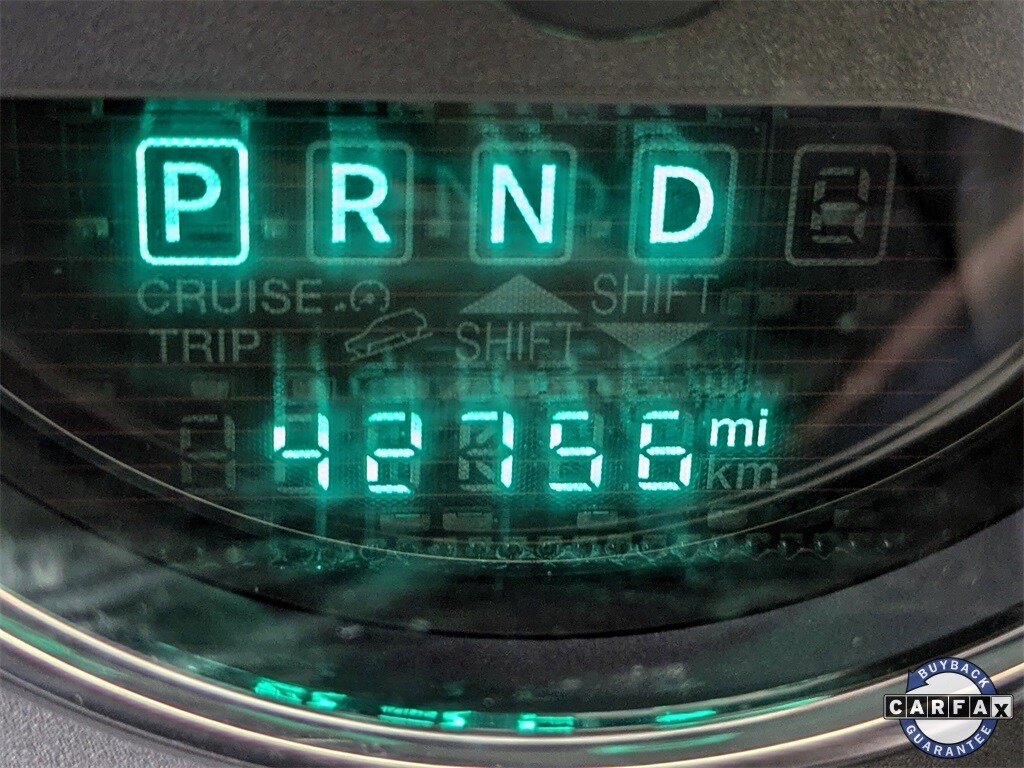 P R N D
CRUISE SHIFT
TRIP SHIFT
42756 mi
km
BUYBACK
CARFAX
GUARANTEE